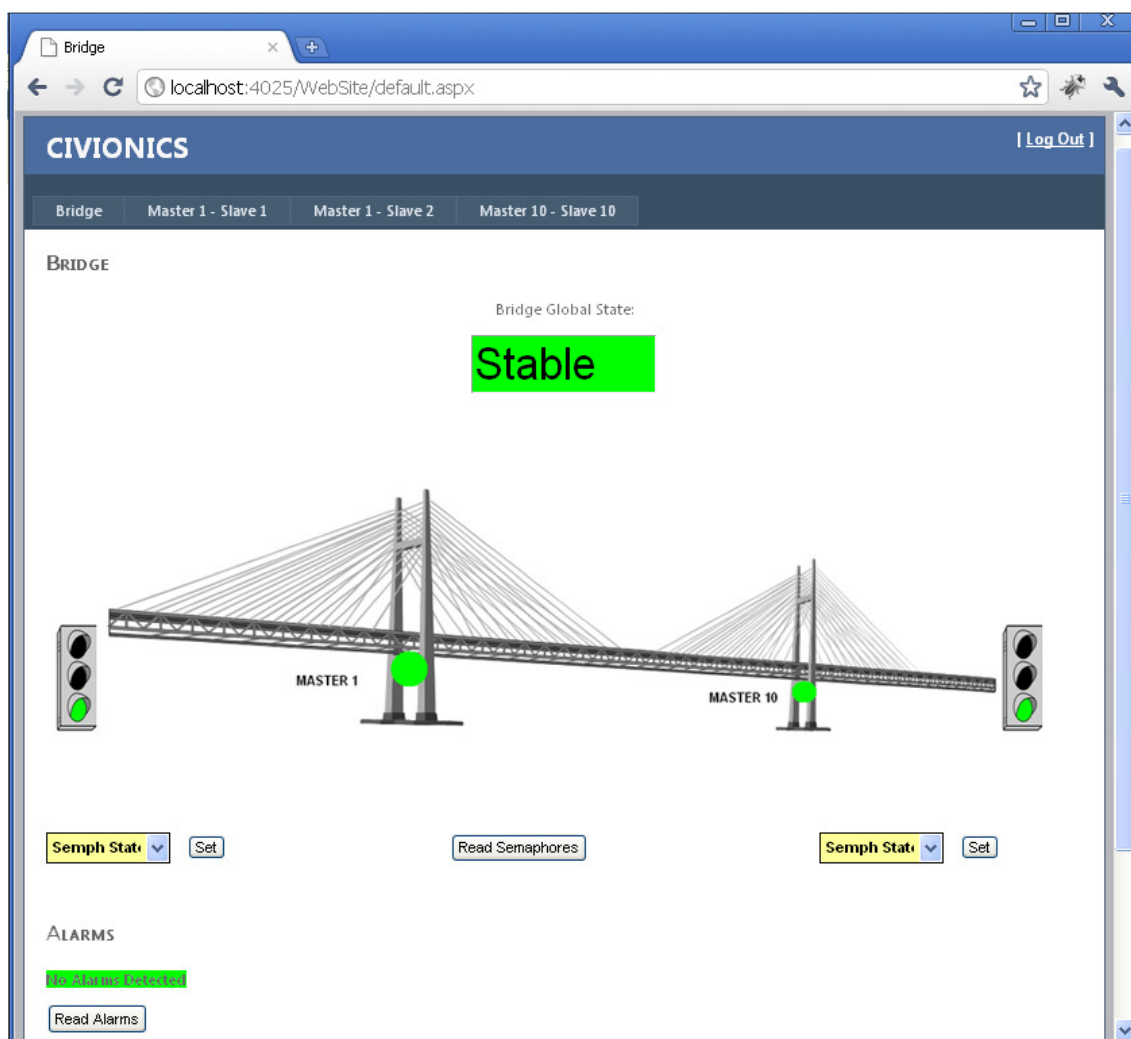 Bridge
localhost:4025/WebSite/default.aspx
CIVIONICS
[ Log Out ]
Bridge Master 1 - Slave 1 Master 1 - Slave 2 Master 10 - Slave 10
BRIDGE
Bridge Global State:
Stable
MASTER 1
MASTER 10
Semph Stat Set Read Semaphores Semph Stat Set
ALARMS
No Alarms Detected
Read Alarms